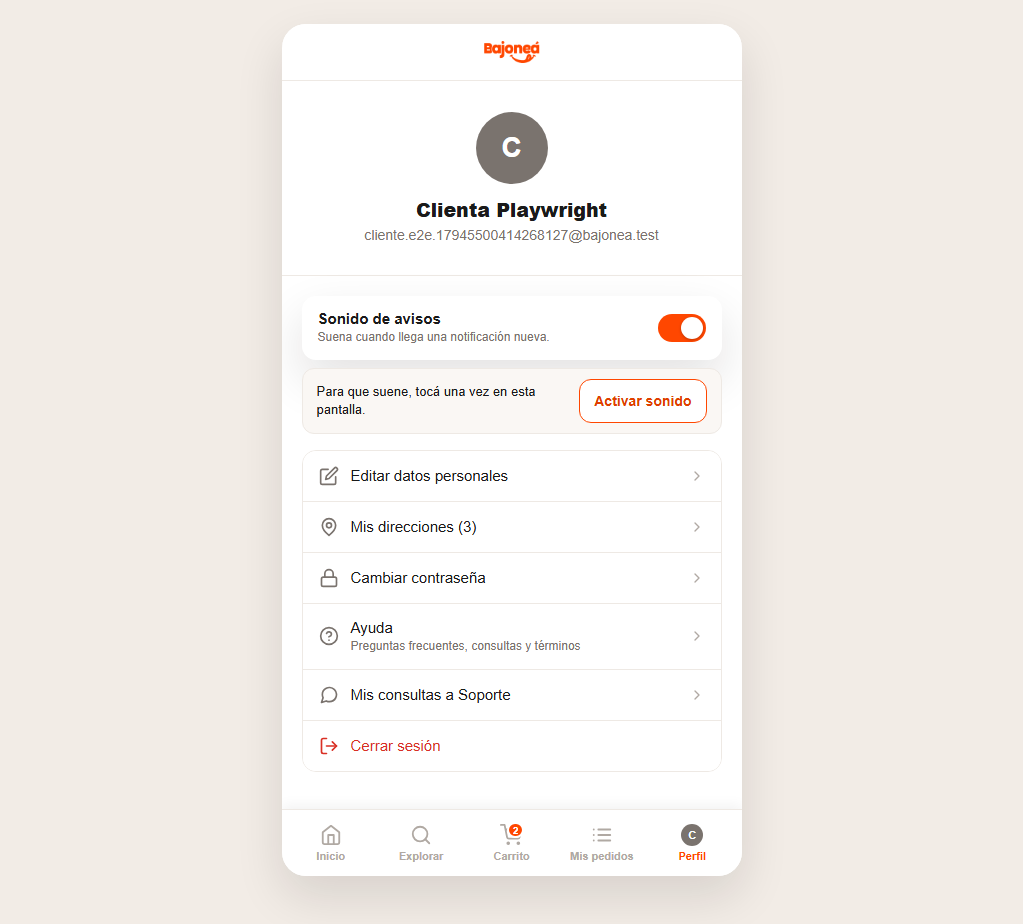 Bajoneá
C
Clienta Playwright
cliente.e2e.17945500414268127@bajonea.test
Sonido de avisos
Suena cuando llega una notificación nueva.
Para que suene, tocá una vez en esta
pantalla.
Activar sonido
Editar datos personales
Mis direcciones (3)
Cambiar contraseña
Ayuda
Preguntas frecuentes, consultas y términos
Mis consultas a Soporte
Cerrar sesión
2
C
Inicio
Explorar
Carrito
Mis pedidos
Perfil